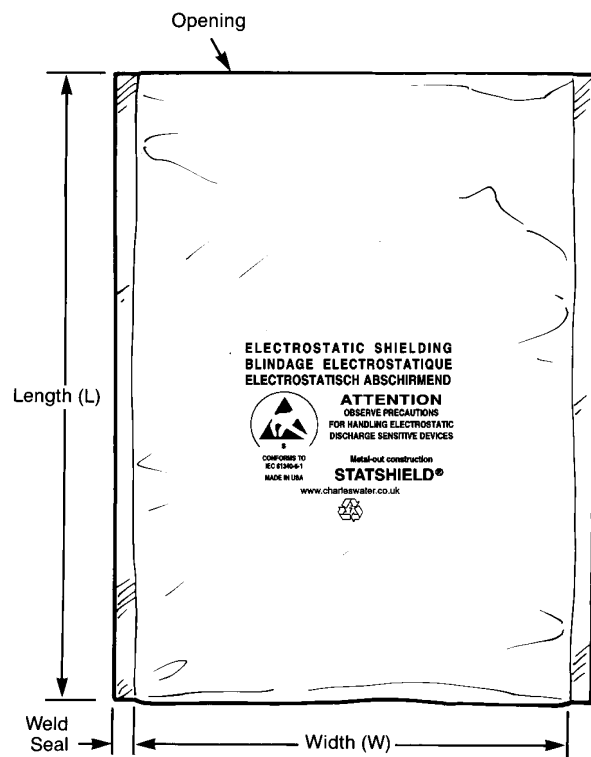 Opening
Length (L)
ELECTROSTATIC SHIELDING
BLINDAGE ELECTROSTATIQUE
ELECTROSTATISCH ABSCHIRMEND
ATTENTION
OBSERVE PRECAUTIONS
FOR HANDLING ELECTROSTATIC
DISCHARGE SENSITIVE DEVICES
S
CONFORMS TO
IEC 61340-5-1
MADE IN USA
Metal-out construction
STATSHIELD®
www.charleswater.co.uk
Weld
Seal
Width (W)